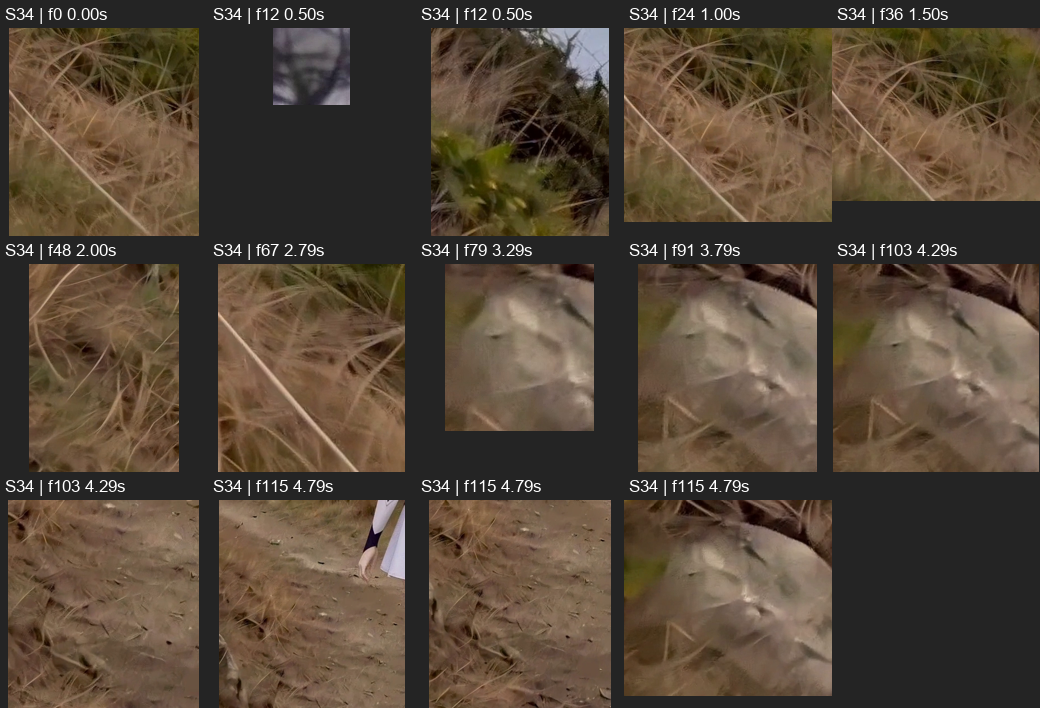 S34 | f0 0.00s
S34 | f12 0.50s
S34 | f12 0.50s
S34 | f24 1.00s
S34 | f36 1.50s
S34 | f48 2.00s
S34 | f67 2.79s
S34 | f79 3.29s
S34 | f91 3.79s
S34 | f103 4.29s
S34 | f103 4.29s
S34 | f115 4.79s
S34 | f115 4.79s
S34 | f115 4.79s